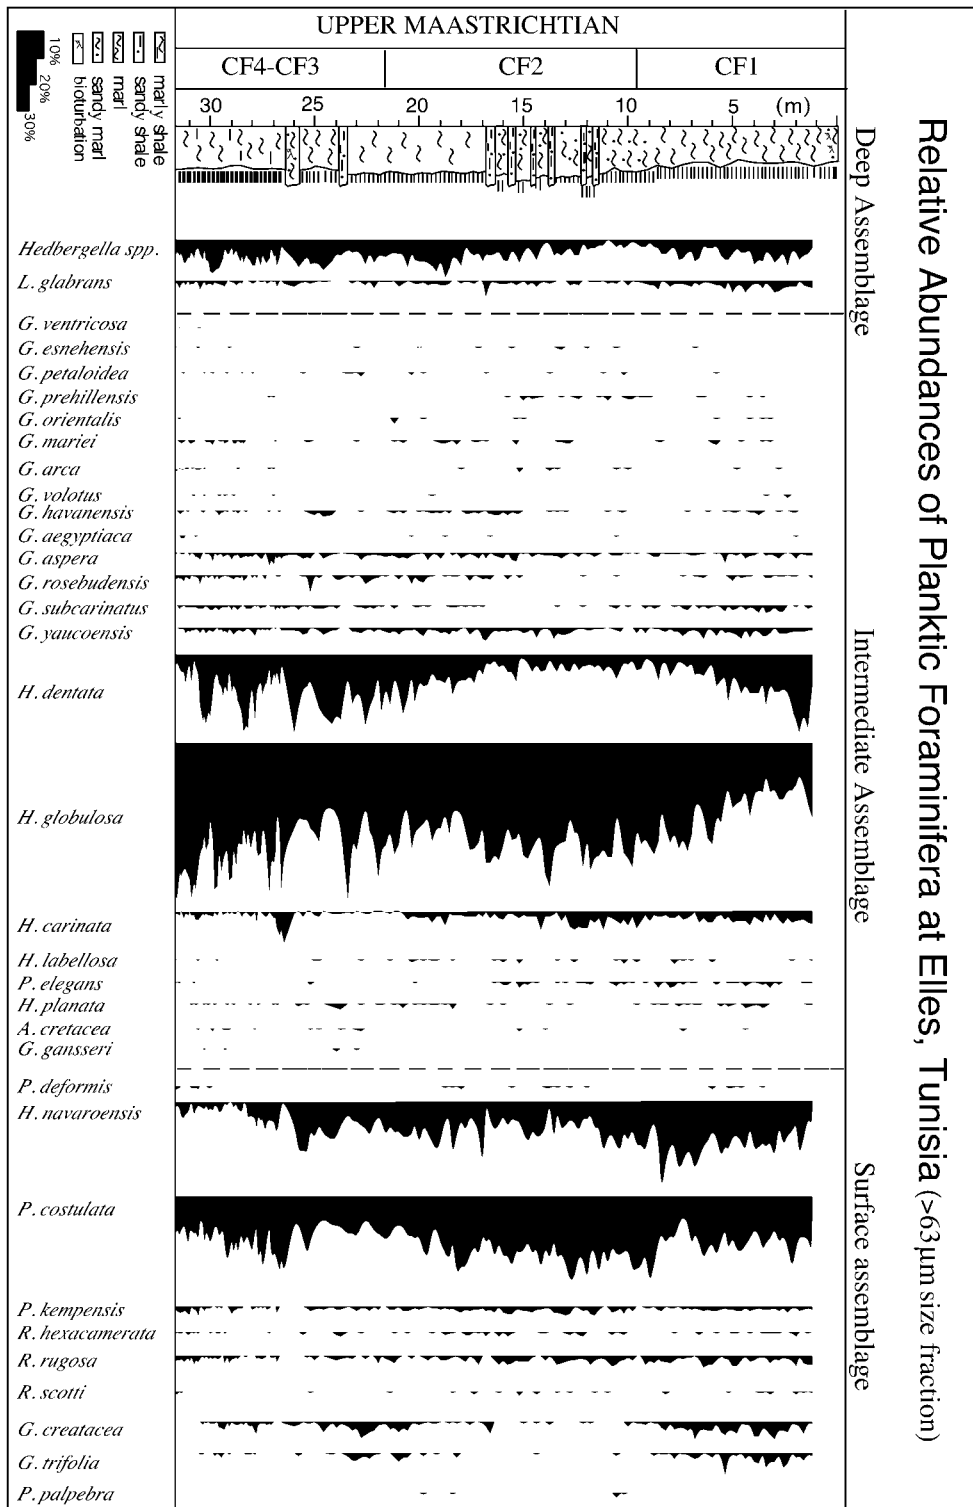 UPPER MAASTRICHTIAN
CF4-CF3 CF2 CF1
30 25 20 15 10 5 (m)
10%
20%
30%
marly shale
sandy shale
marl
sandy marl
bioturbation
Relative Abundances of Planktic Foraminifera at Elles, Tunisia (>63 µm size fraction)
Deep Assemblage
Hedbergella spp.
L. glabrans
Intermediate Assemblage
G. ventricosa
G. esnehensis
G. petaloidea
G. prehillensis
G. orientalis
G. mariei
G. arca
G. volotus
G. havanensis
G. aegyptiaca
G. aspera
G. rosebudensis
G. subcarinatus
G. yaucoensis
H. dentata
H. globulosa
H. carinata
H. labellosa
P. elegans
H. planata
A. cretacea
G. gansseri
Surface assemblage
P. deformis
H. navaroensis
P. costulata
P. kempensis
R. hexacamerata
R. rugosa
R. scotti
G. creatacea
G. trifolia
P. palpebra